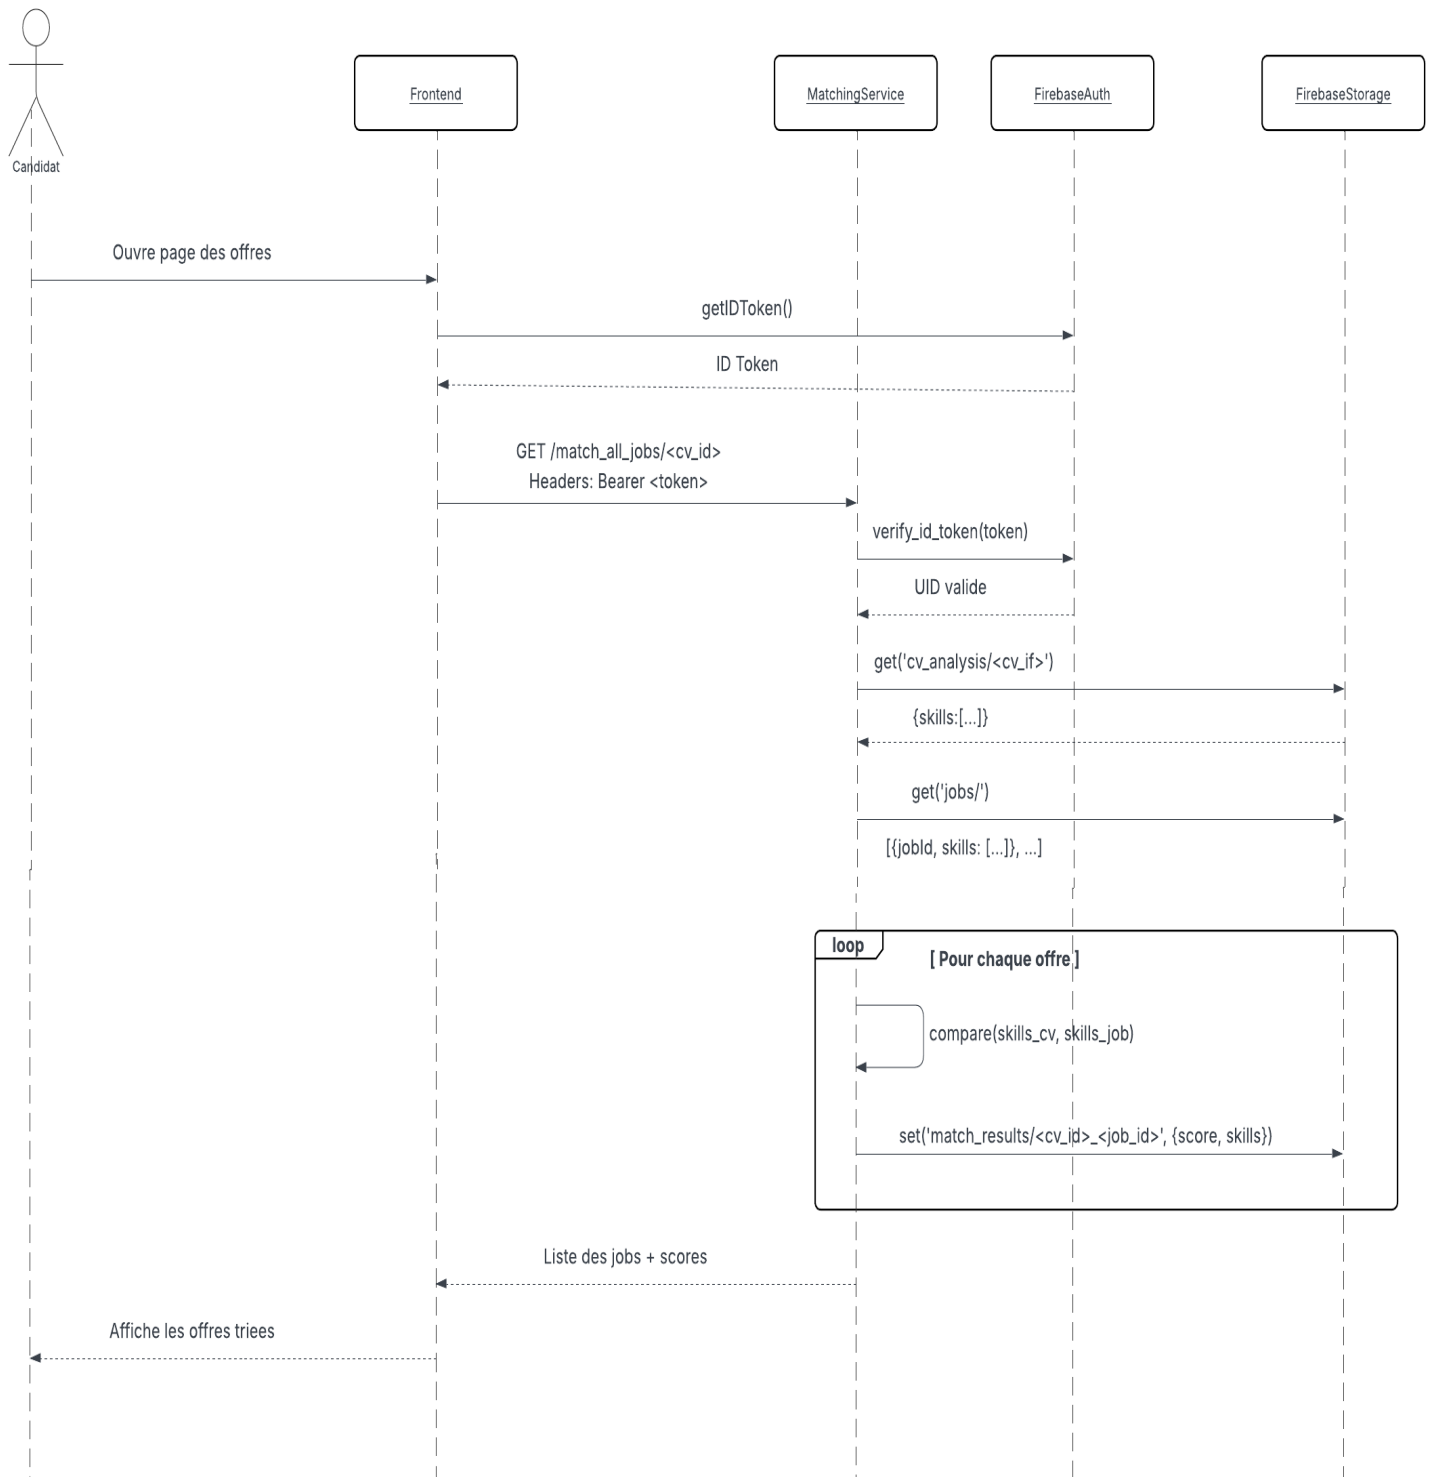 Candidat
Frontend
MatchingService
FirebaseAuth
FirebaseStorage
Ouvre page des offres
getIDToken()
ID Token
GET /match_all_jobs/<cv_id>
Headers: Bearer <token>
verify_id_token(token)
UID valide
get('cv_analysis/<cv_if>')
{skills:[...]}
get('jobs/')
[{jobId, skills: [...]}, ...]
loop
[ Pour chaque offre ]
compare(skills_cv, skills_job)
set('match_results/<cv_id>_<job_id>', {score, skills})
Liste des jobs + scores
Affiche les offres triees